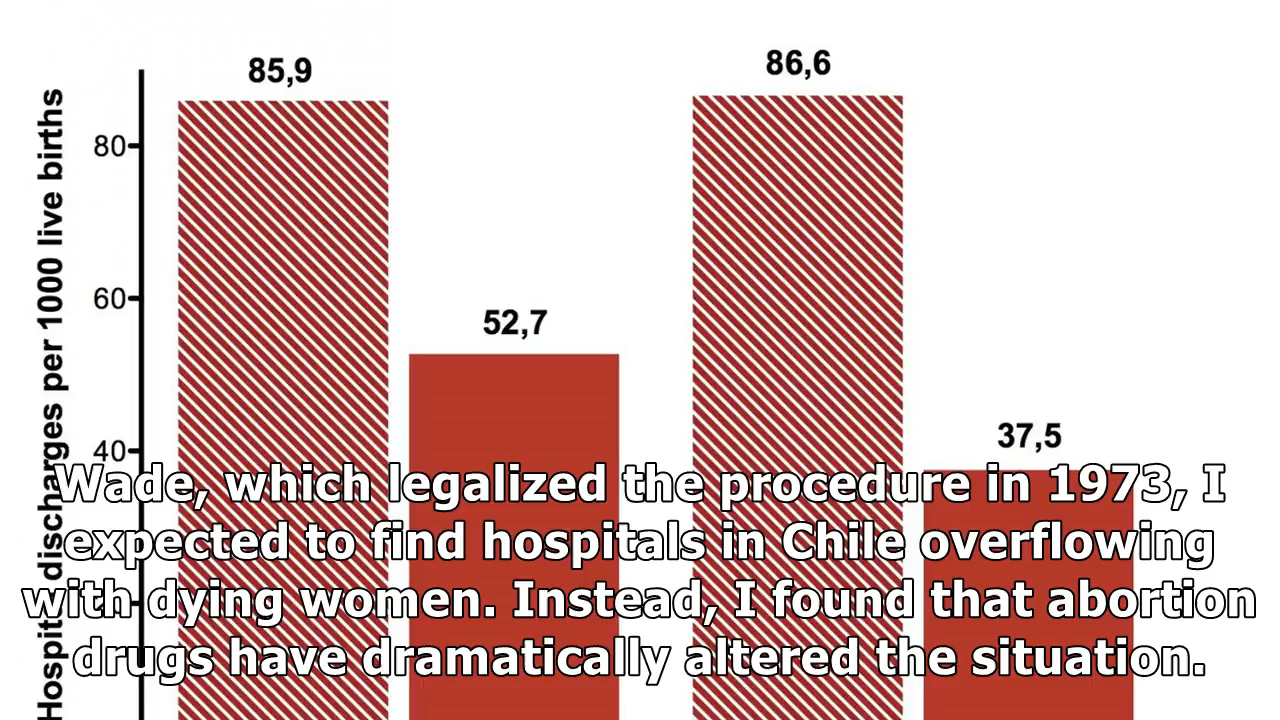 86,6
85,9
80
60
52,7
40
37,5
Hospital discharges per 1000 live births
Wade, which legalized the procedure in 1973, I
expected to find hospitals in Chile overflowing
with dying women. Instead, I found that abortion
drugs have dramatically altered the situation.